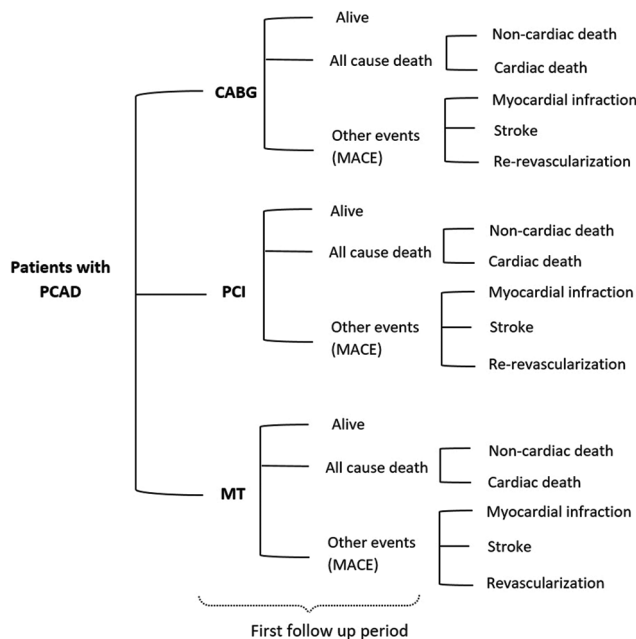 Patients with
PCAD
CABG
Alive
All cause death
Non-cardiac death
Cardiac death
Other events
(MACE)
Myocardial infraction
Stroke
Re-revascularization
PCI
Alive
All cause death
Non-cardiac death
Cardiac death
Other events
(MACE)
Myocardial infraction
Stroke
Re-revascularization
MT
Alive
All cause death
Non-cardiac death
Cardiac death
Other events
(MACE)
Myocardial infraction
Stroke
Revascularization
First follow up period